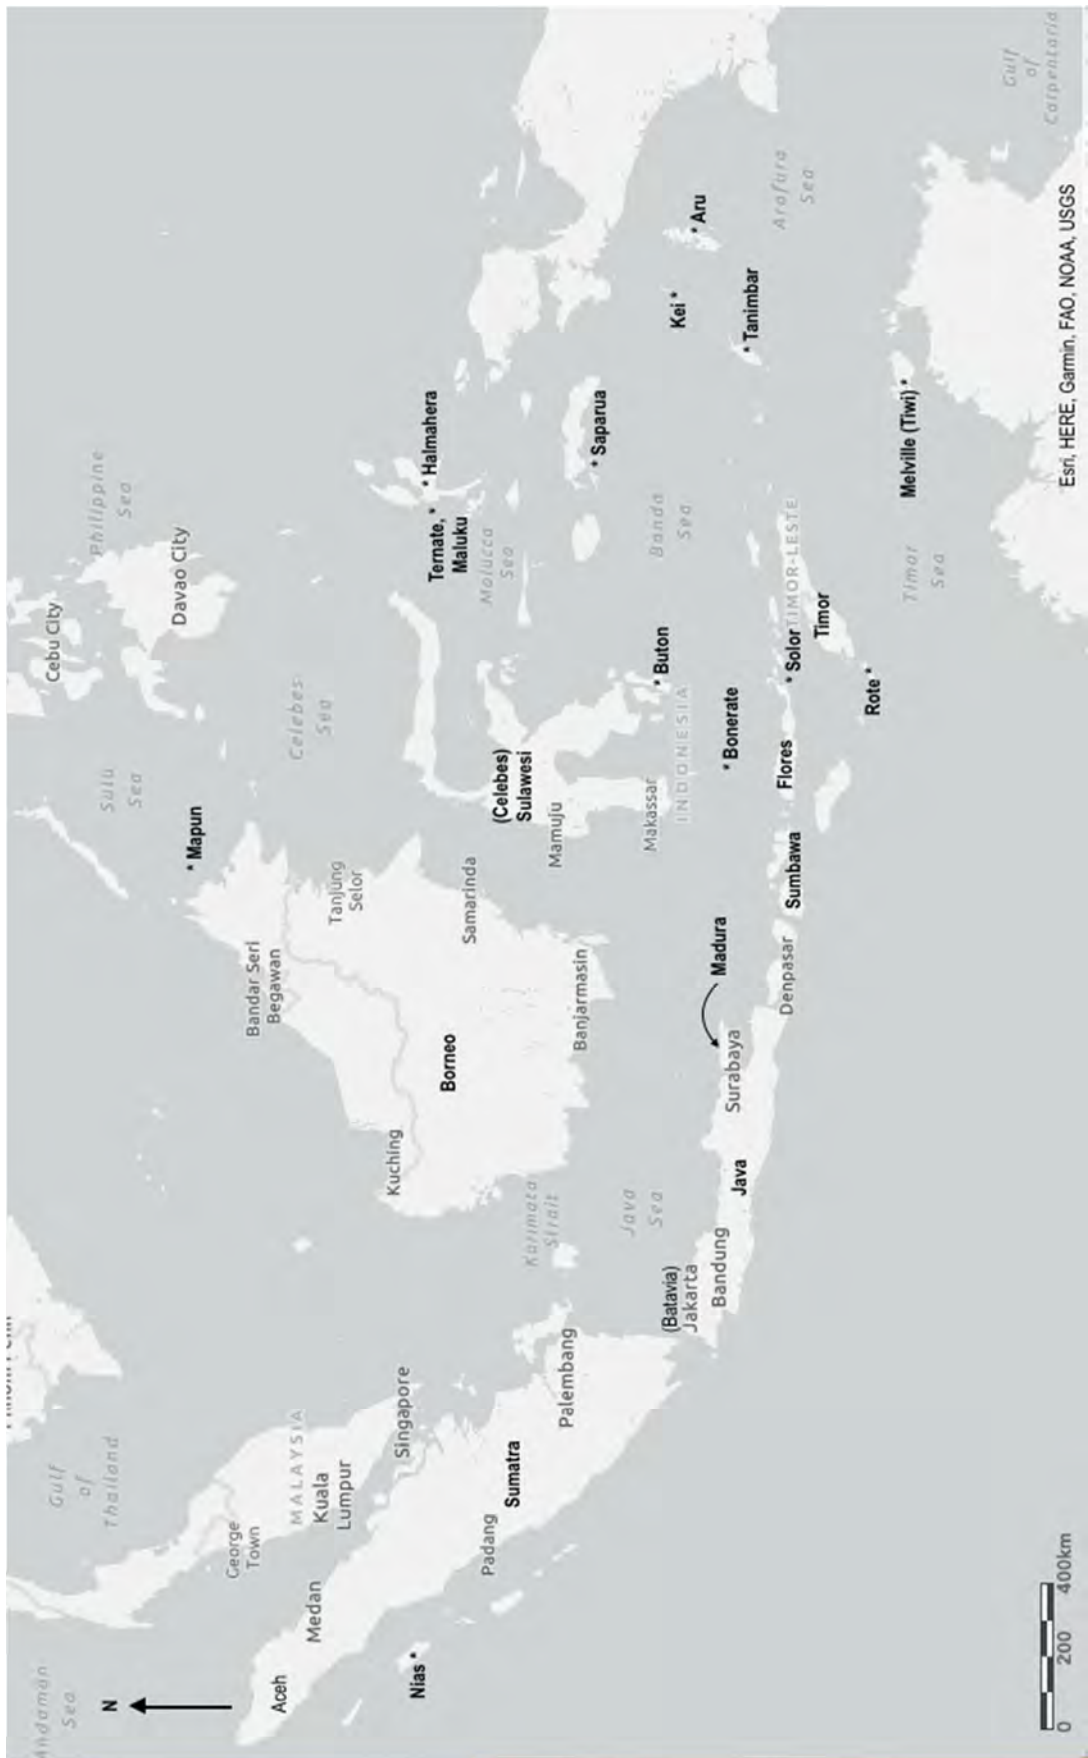 Andaman
Sea
N
Gulf
of
Thailand
Sulu
Sea
Cebu City
Philippine
Sea
Davao City
Gulf
of
Carpentaria
* Mapun
Celebes
Sea
George
Town
MALAYSIA
Kuala
Lumpur
Bandar Seri
Begawan
Tanjung
Selor
Aceh
Medan
Nias *
Singapore
Kuching
Borneo
Samarinda
Ternate, *
Maluku
* Halmahera
Molucca
Sea
Padang
Sumatra
Palembang
Karimata
Strait
Banjarmasin
(Celebes)
Sulawesi
Mamuju
* Saparua
Java
Sea
Makassar
INDONESIA
* Buton
Banda
Sea
Kei *
* Aru
(Batavia)
Jakarta
Bandung
Java
Surabaya
Madura
* Bonerate
* Tanimbar
Arafura
Sea
Denpasar
Sumbawa
Flores
* Solor
TIMOR-LESTE
Timor
Rote *
Timor
Sea
Melville (Tiwi) *
0 200 400km
Esri, HERE, Garmin, FAO, NOAA, USGS